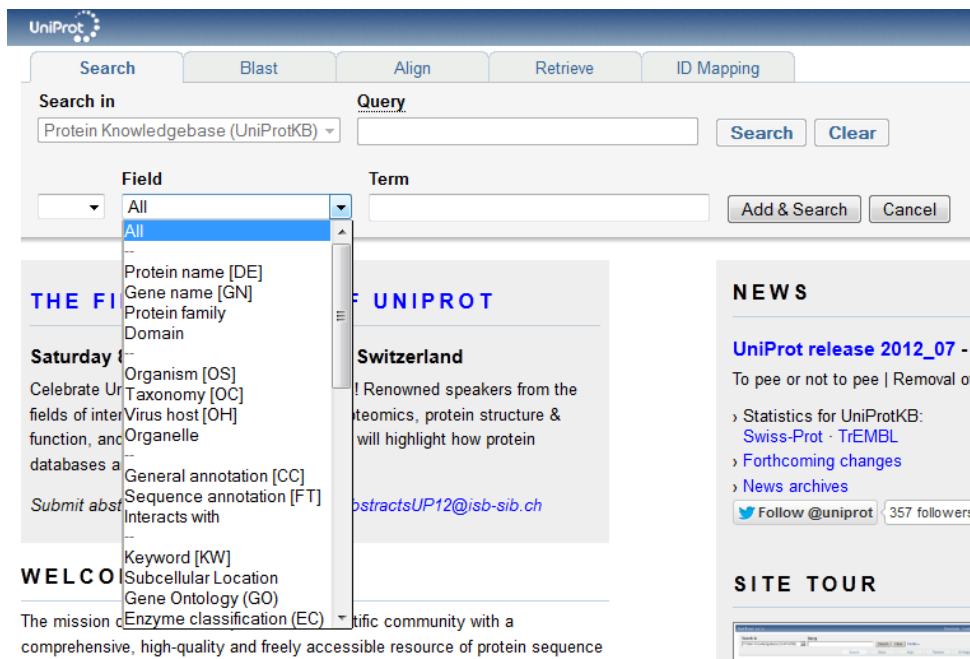 UniProt
Search Blast Align Retrieve ID Mapping
Search in Query
Protein Knowledgebase (UniProtKB) Search Clear
Field Term
All Add & Search Cancel
All
--
Protein name [DE]
Gene name [GN]
Protein family
Domain
--
Organism [OS]
Taxonomy [OC]
Virus host [OH]
Organelle
--
General annotation [CC]
Sequence annotation [FT]
Interacts with
--
Keyword [KW]
Subcellular Location
Gene Ontology (GO)
Enzyme classification (EC)
THE FI F UNIPROT
Saturday 8 Switzerland
Celebrate Un ! Renowned speakers from the
fields of inter teomics, protein structure &
function, and will highlight how protein
databases a
Submit abst bstractsUP12@isb-sib.ch
WELCO
The mission o tific community with a
comprehensive, high-quality and freely accessible resource of protein sequence
NEWS
UniProt release 2012_07 -
To pee or not to pee | Removal o
› Statistics for UniProtKB:
Swiss-Prot · TrEMBL
› Forthcoming changes
› News archives
Follow @uniprot 357 followers
SITE TOUR